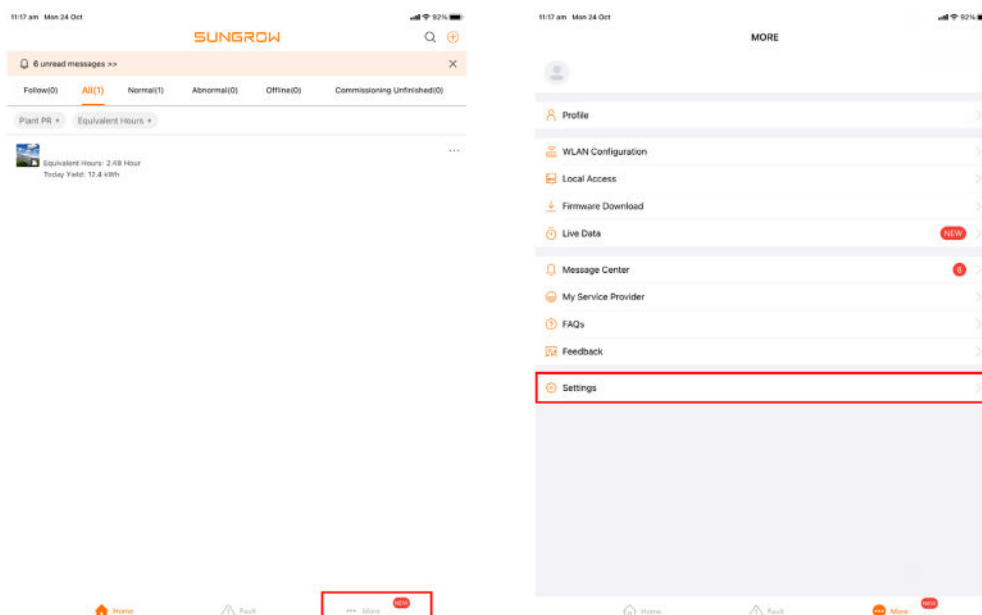 11:17 am Mon 24 Oct
92%
SUNGROW
6 unread messages >>
Follow(0) All(1) Normal(1) Abnormal(0) Offline(0) Commissioning Unfinished(0)
Plant PR Equivalent Hours
Equivalent Hours: 2.48 Hour
Today Yield: 12.4 kWh
Home Fault More NEW
11:17 am Mon 24 Oct
92%
MORE
Profile
WLAN Configuration
Local Access
Firmware Download
Live Data NEW
Message Center 6
My Service Provider
FAQs
Feedback
Settings
Home Fault More NEW